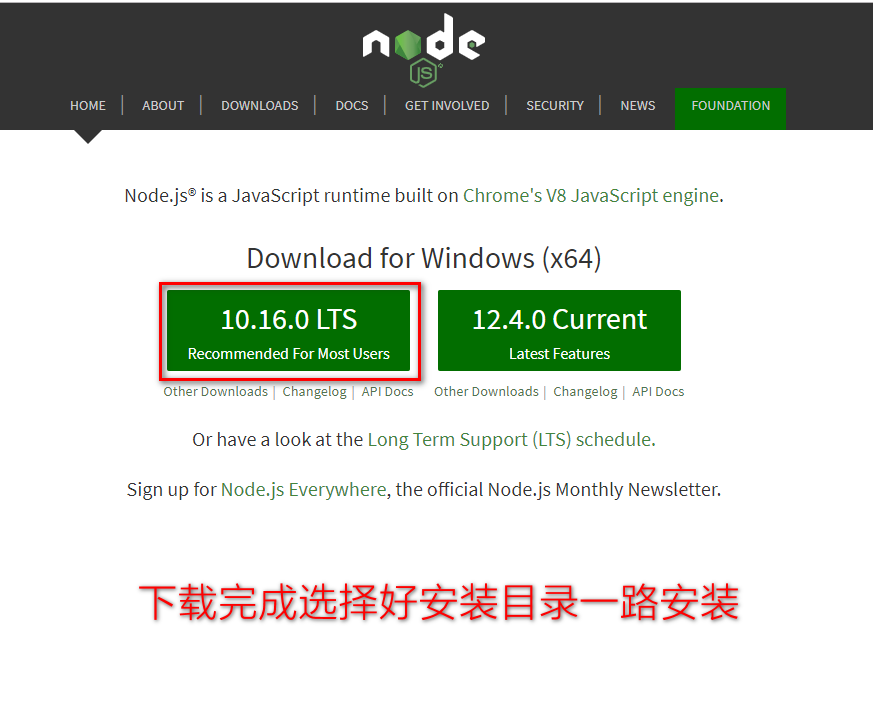 node
JS
HOME ABOUT DOWNLOADS DOCS GET INVOLVED SECURITY NEWS FOUNDATION
Node.js® is a JavaScript runtime built on Chrome's V8 JavaScript engine.
Download for Windows (x64)
10.16.0 LTS
Recommended For Most Users
12.4.0 Current
Latest Features
Other Downloads | Changelog | API Docs
Other Downloads | Changelog | API Docs
Or have a look at the Long Term Support (LTS) schedule.
Sign up for Node.js Everywhere, the official Node.js Monthly Newsletter.
下载完成选择好安装目录一路安装